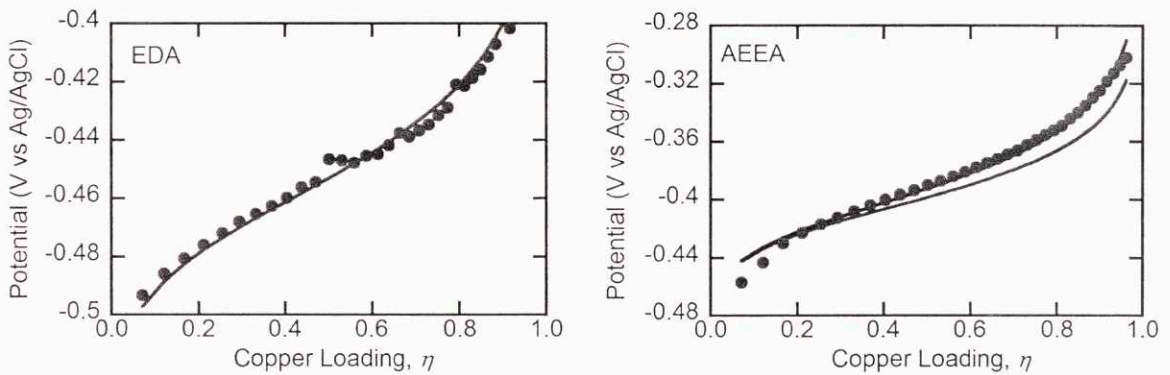 -0.4
EDA
-0.42
-0.44
-0.46
-0.48
-0.5
0.0 0.2 0.4 0.6 0.8 1.0
Copper Loading, η
Potential (V vs Ag/AgCl)
-0.28
AEEA
-0.32
-0.36
-0.4
-0.44
-0.48
0.0 0.2 0.4 0.6 0.8 1.0
Copper Loading, η
Potential (V vs Ag/AgCl)